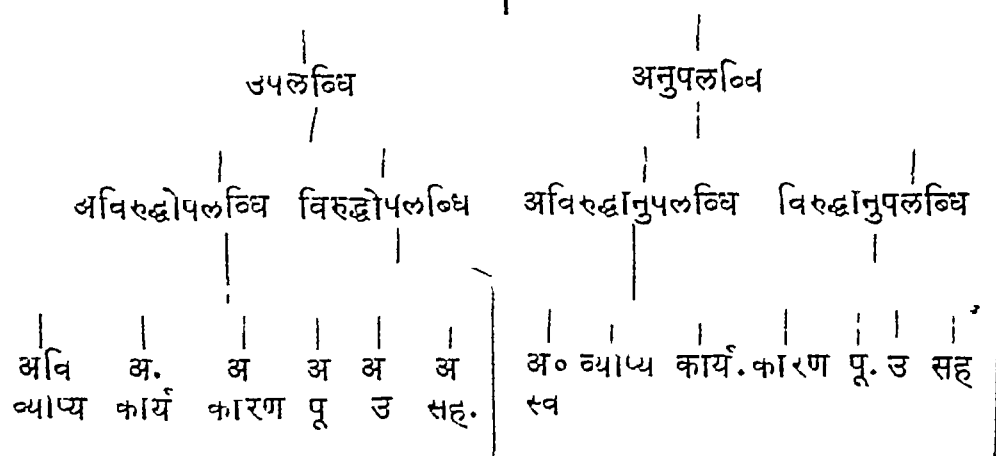 उपलब्धि अनुपलब्धि
अविरुद्धोपलब्धि विरुद्धोपलब्धि अविरुद्धानुपलब्धि विरुद्धानुपलब्धि
अवि अ. अ अ अ अ अ० व्याप्य कार्य. कारण पू. उ सह
व्याप्य कार्य कारण पू उ सह. स्व